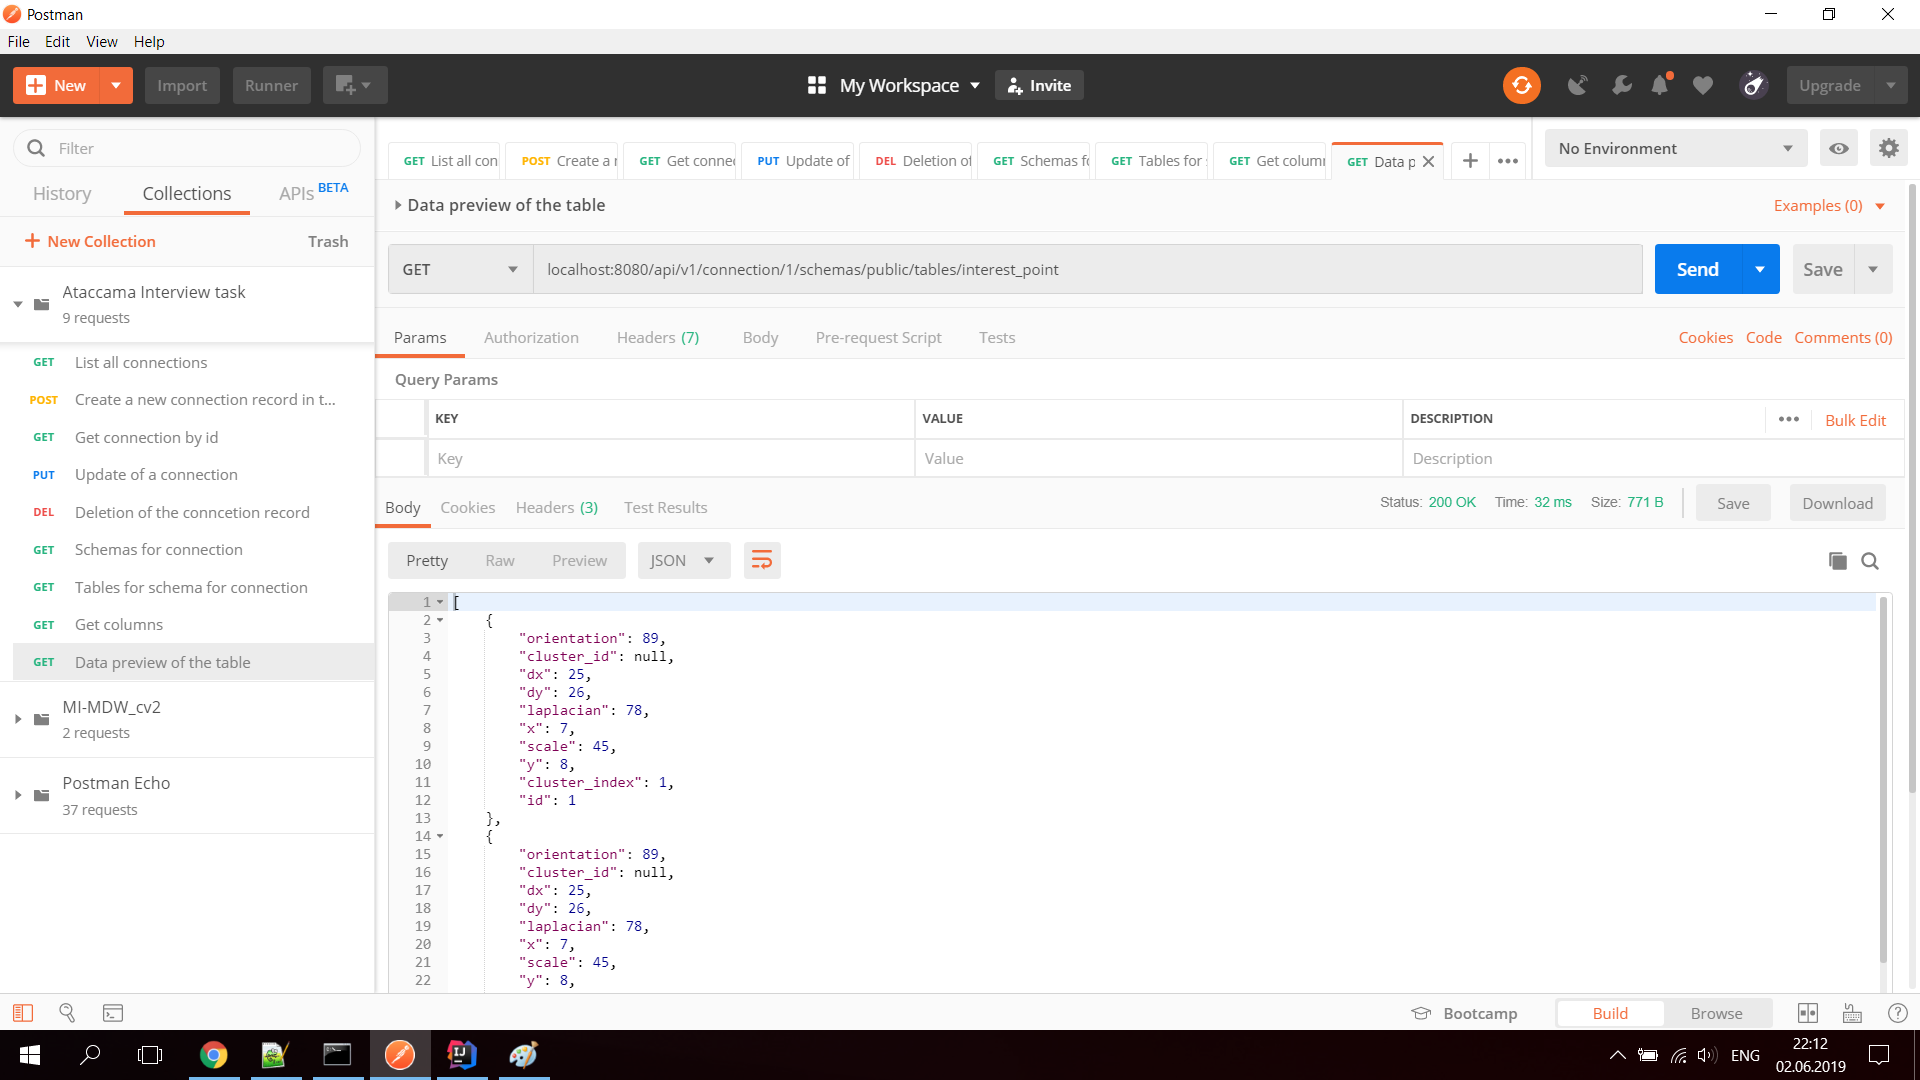 Postman
File Edit View Help
New Import Runner My Workspace Invite Upgrade
Filter
History Collections APIs BETA
New Collection Trash
Ataccama Interview task
9 requests
GET List all connections
POST Create a new connection record in t...
GET Get connection by id
PUT Update of a connection
DEL Deletion of the conncetion record
GET Schemas for connection
GET Tables for schema for connection
GET Get columns
GET Data preview of the table
MI-MDW_cv2
2 requests
Postman Echo
37 requests
GET List all con POST Create a GET Get conne PUT Update of DEL Deletion of GET Schemas fo GET Tables for GET Get colum GET Data p
No Environment
Data preview of the table Examples (0)
GET localhost:8080/api/v1/connection/1/schemas/public/tables/interest_point Send Save
Params Authorization Headers (7) Body Pre-request Script Tests Cookies Code Comments (0)
Query Params
KEY VALUE DESCRIPTION Bulk Edit
Key Value Description
Body Cookies Headers (3) Test Results Status: 200 OK Time: 32 ms Size: 771 B Save Download
Pretty Raw Preview JSON
1 [
2 {
3 "orientation": 89,
4 "cluster_id": null,
5 "dx": 25,
6 "dy": 26,
7 "laplacian": 78,
8 "x": 7,
9 "scale": 45,
10 "y": 8,
11 "cluster_index": 1,
12 "id": 1
13 },
14 {
15 "orientation": 89,
16 "cluster_id": null,
17 "dx": 25,
18 "dy": 26,
19 "laplacian": 78,
20 "x": 7,
21 "scale": 45,
22 "y": 8,
Bootcamp Build Browse
ENG 22:12
02.06.2019